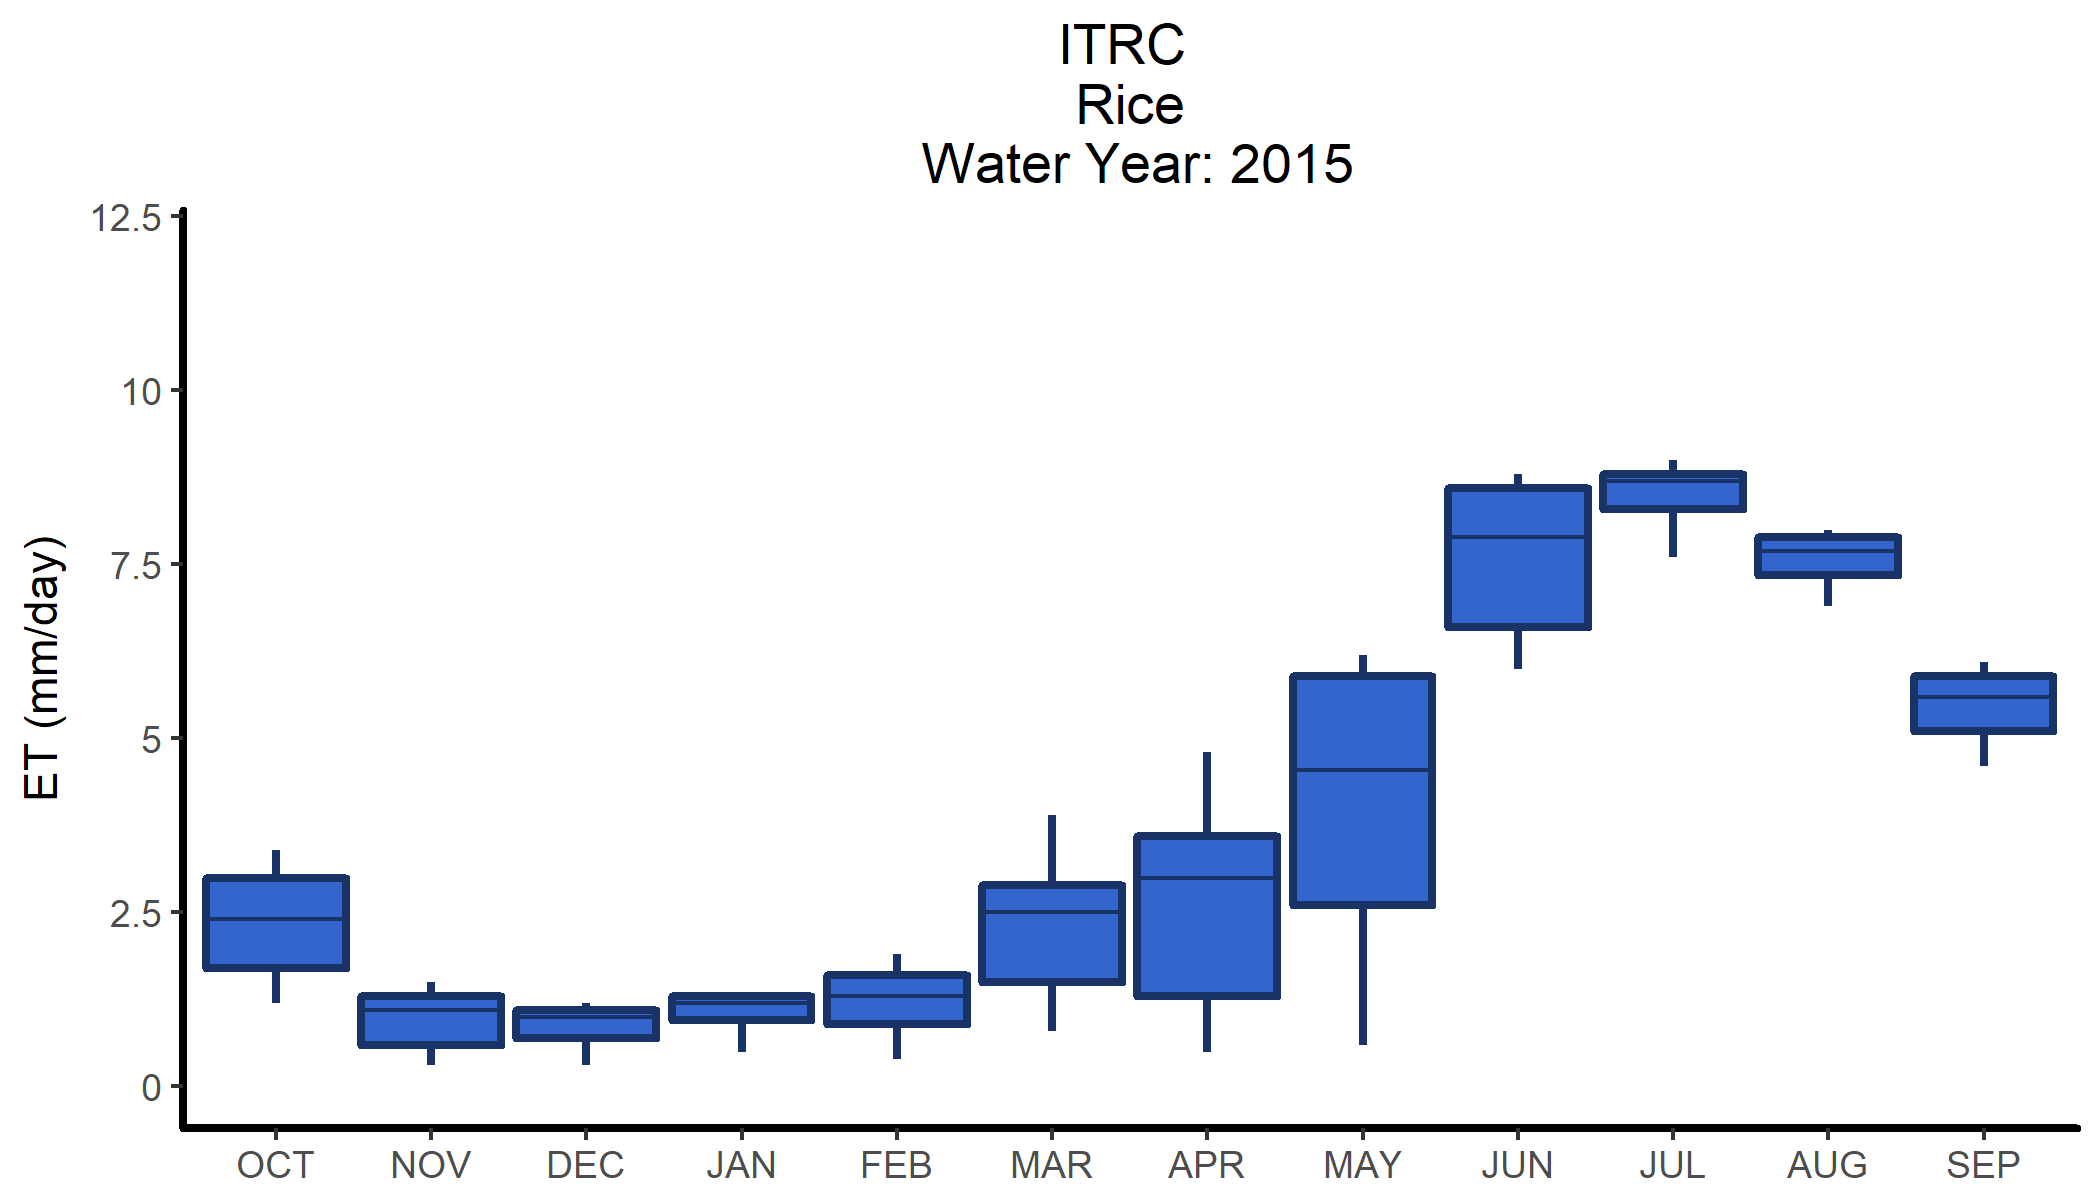 ITRC
Rice
Water Year: 2015
ET (mm/day)
12.5
10
7.5
5
2.5
0
OCT NOV DEC JAN FEB MAR APR MAY JUN JUL AUG SEP